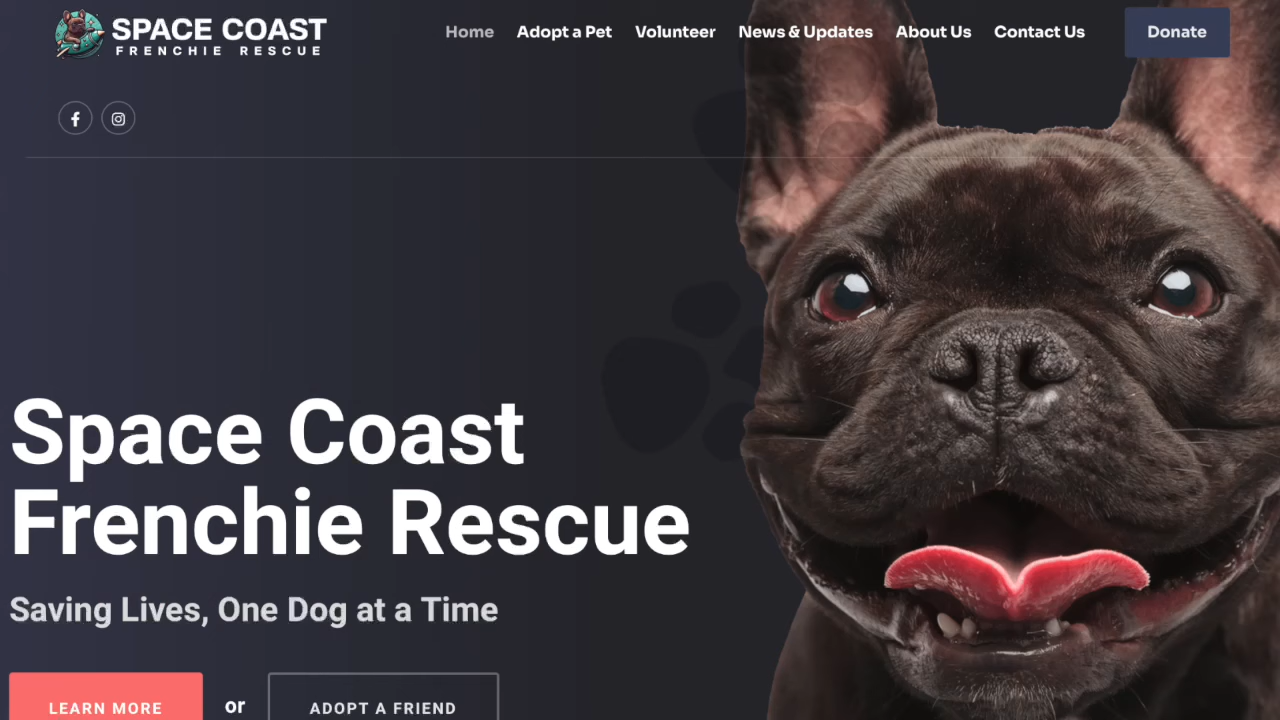 SPACE COAST
FRENCHIE RESCUE
Home Adopt a Pet Volunteer News & Updates About Us Contact Us Donate
Space Coast
Frenchie Rescue
Saving Lives, One Dog at a Time
LEARN MORE or ADOPT A FRIEND